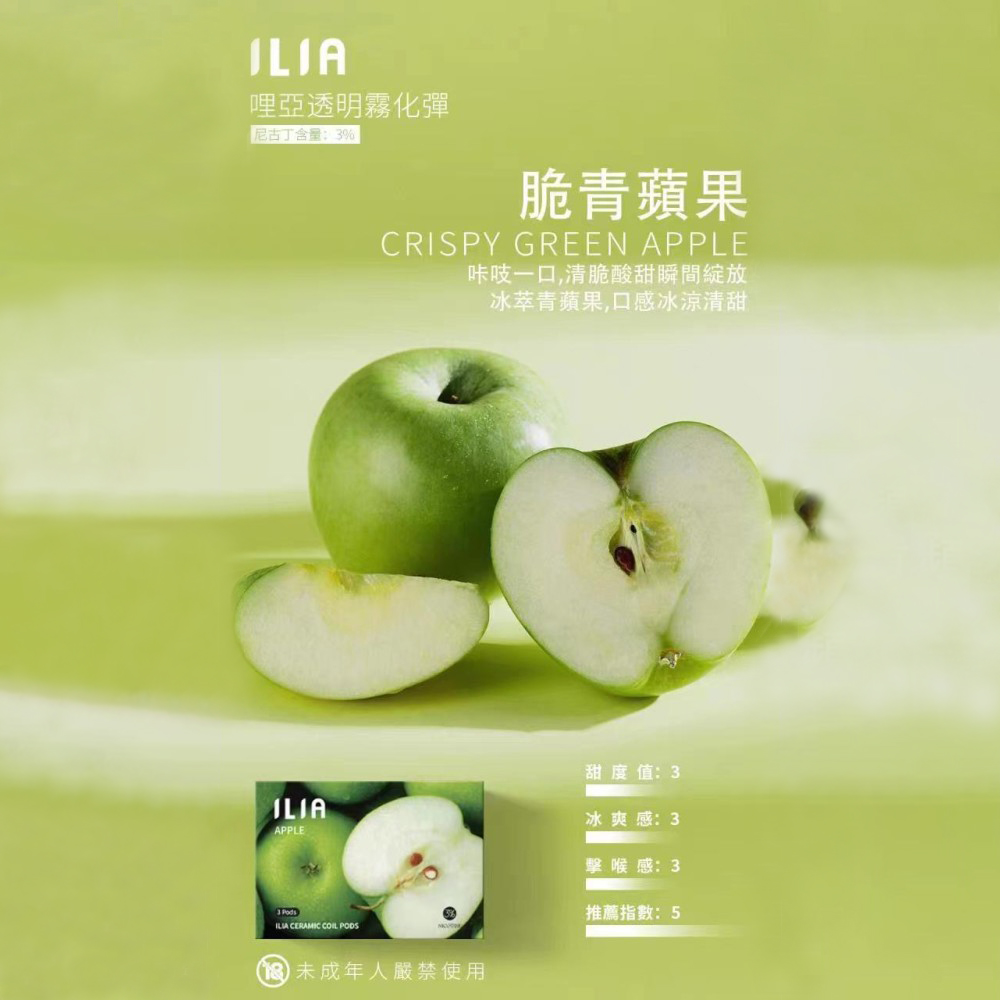 ILIA
哩亞透明霧化彈
尼古丁含量：3%
脆青蘋果
CRISPY GREEN APPLE
咔吱一口,清脆酸甜瞬間綻放
冰萃青蘋果,口感冰涼清甜
ILIA
APPLE
3 Pods
ILIA CERAMIC COIL PODS
甜度值：3
冰爽感：3
擊喉感：3
推薦指數：5
18
未成年人嚴禁使用